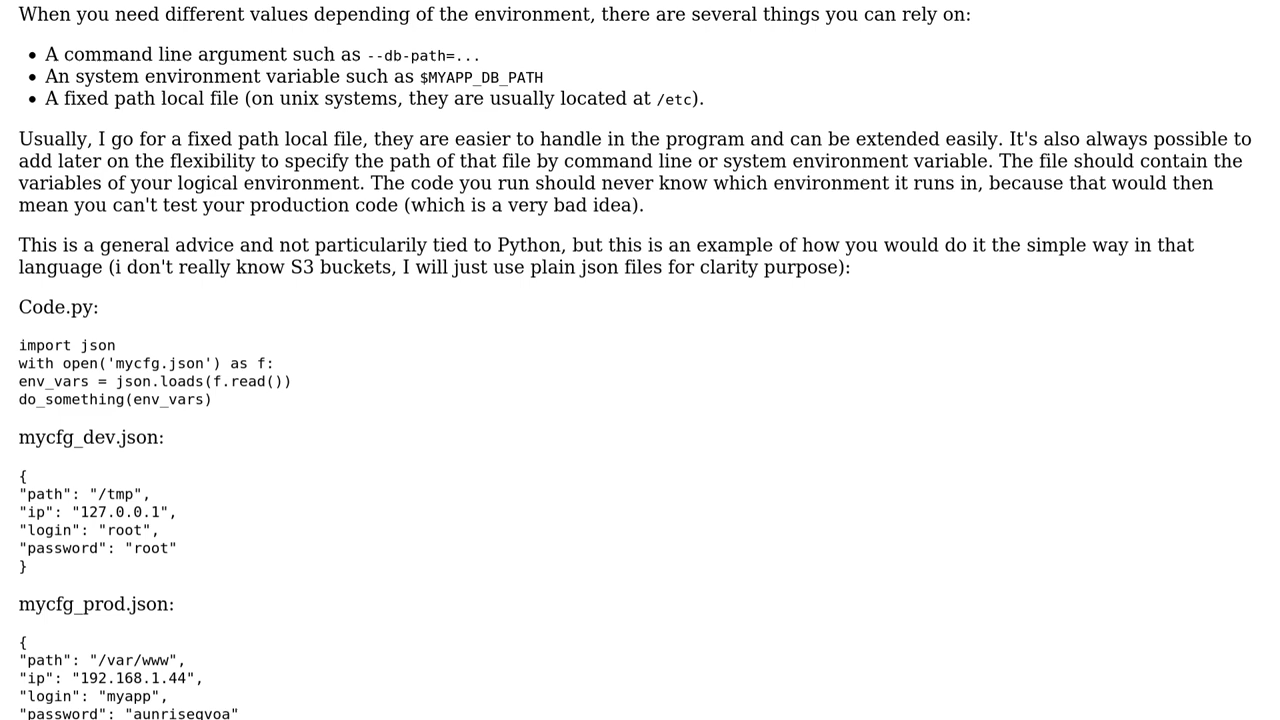 When you need different values depending of the environment, there are several things you can rely on:
• A command line argument such as --db-path=...
• An system environment variable such as $MYAPP_DB_PATH
• A fixed path local file (on unix systems, they are usually located at /etc).
Usually, I go for a fixed path local file, they are easier to handle in the program and can be extended easily. It's also always possible to
add later on the flexibility to specify the path of that file by command line or system environment variable. The file should contain the
variables of your logical environment. The code you run should never know which environment it runs in, because that would then
mean you can't test your production code (which is a very bad idea).
This is a general advice and not particularily tied to Python, but this is an example of how you would do it the simple way in that
language (i don't really know S3 buckets, I will just use plain json files for clarity purpose):
Code.py:
import json
with open('mycfg.json') as f:
env_vars = json.loads(f.read())
do_something(env_vars)
mycfg_dev.json:
{
"path": "/tmp",
"ip": "127.0.0.1",
"login": "root",
"password": "root"
}
mycfg_prod.json:
{
"path": "/var/www",
"ip": "192.168.1.44",
"login": "myapp",
"password":